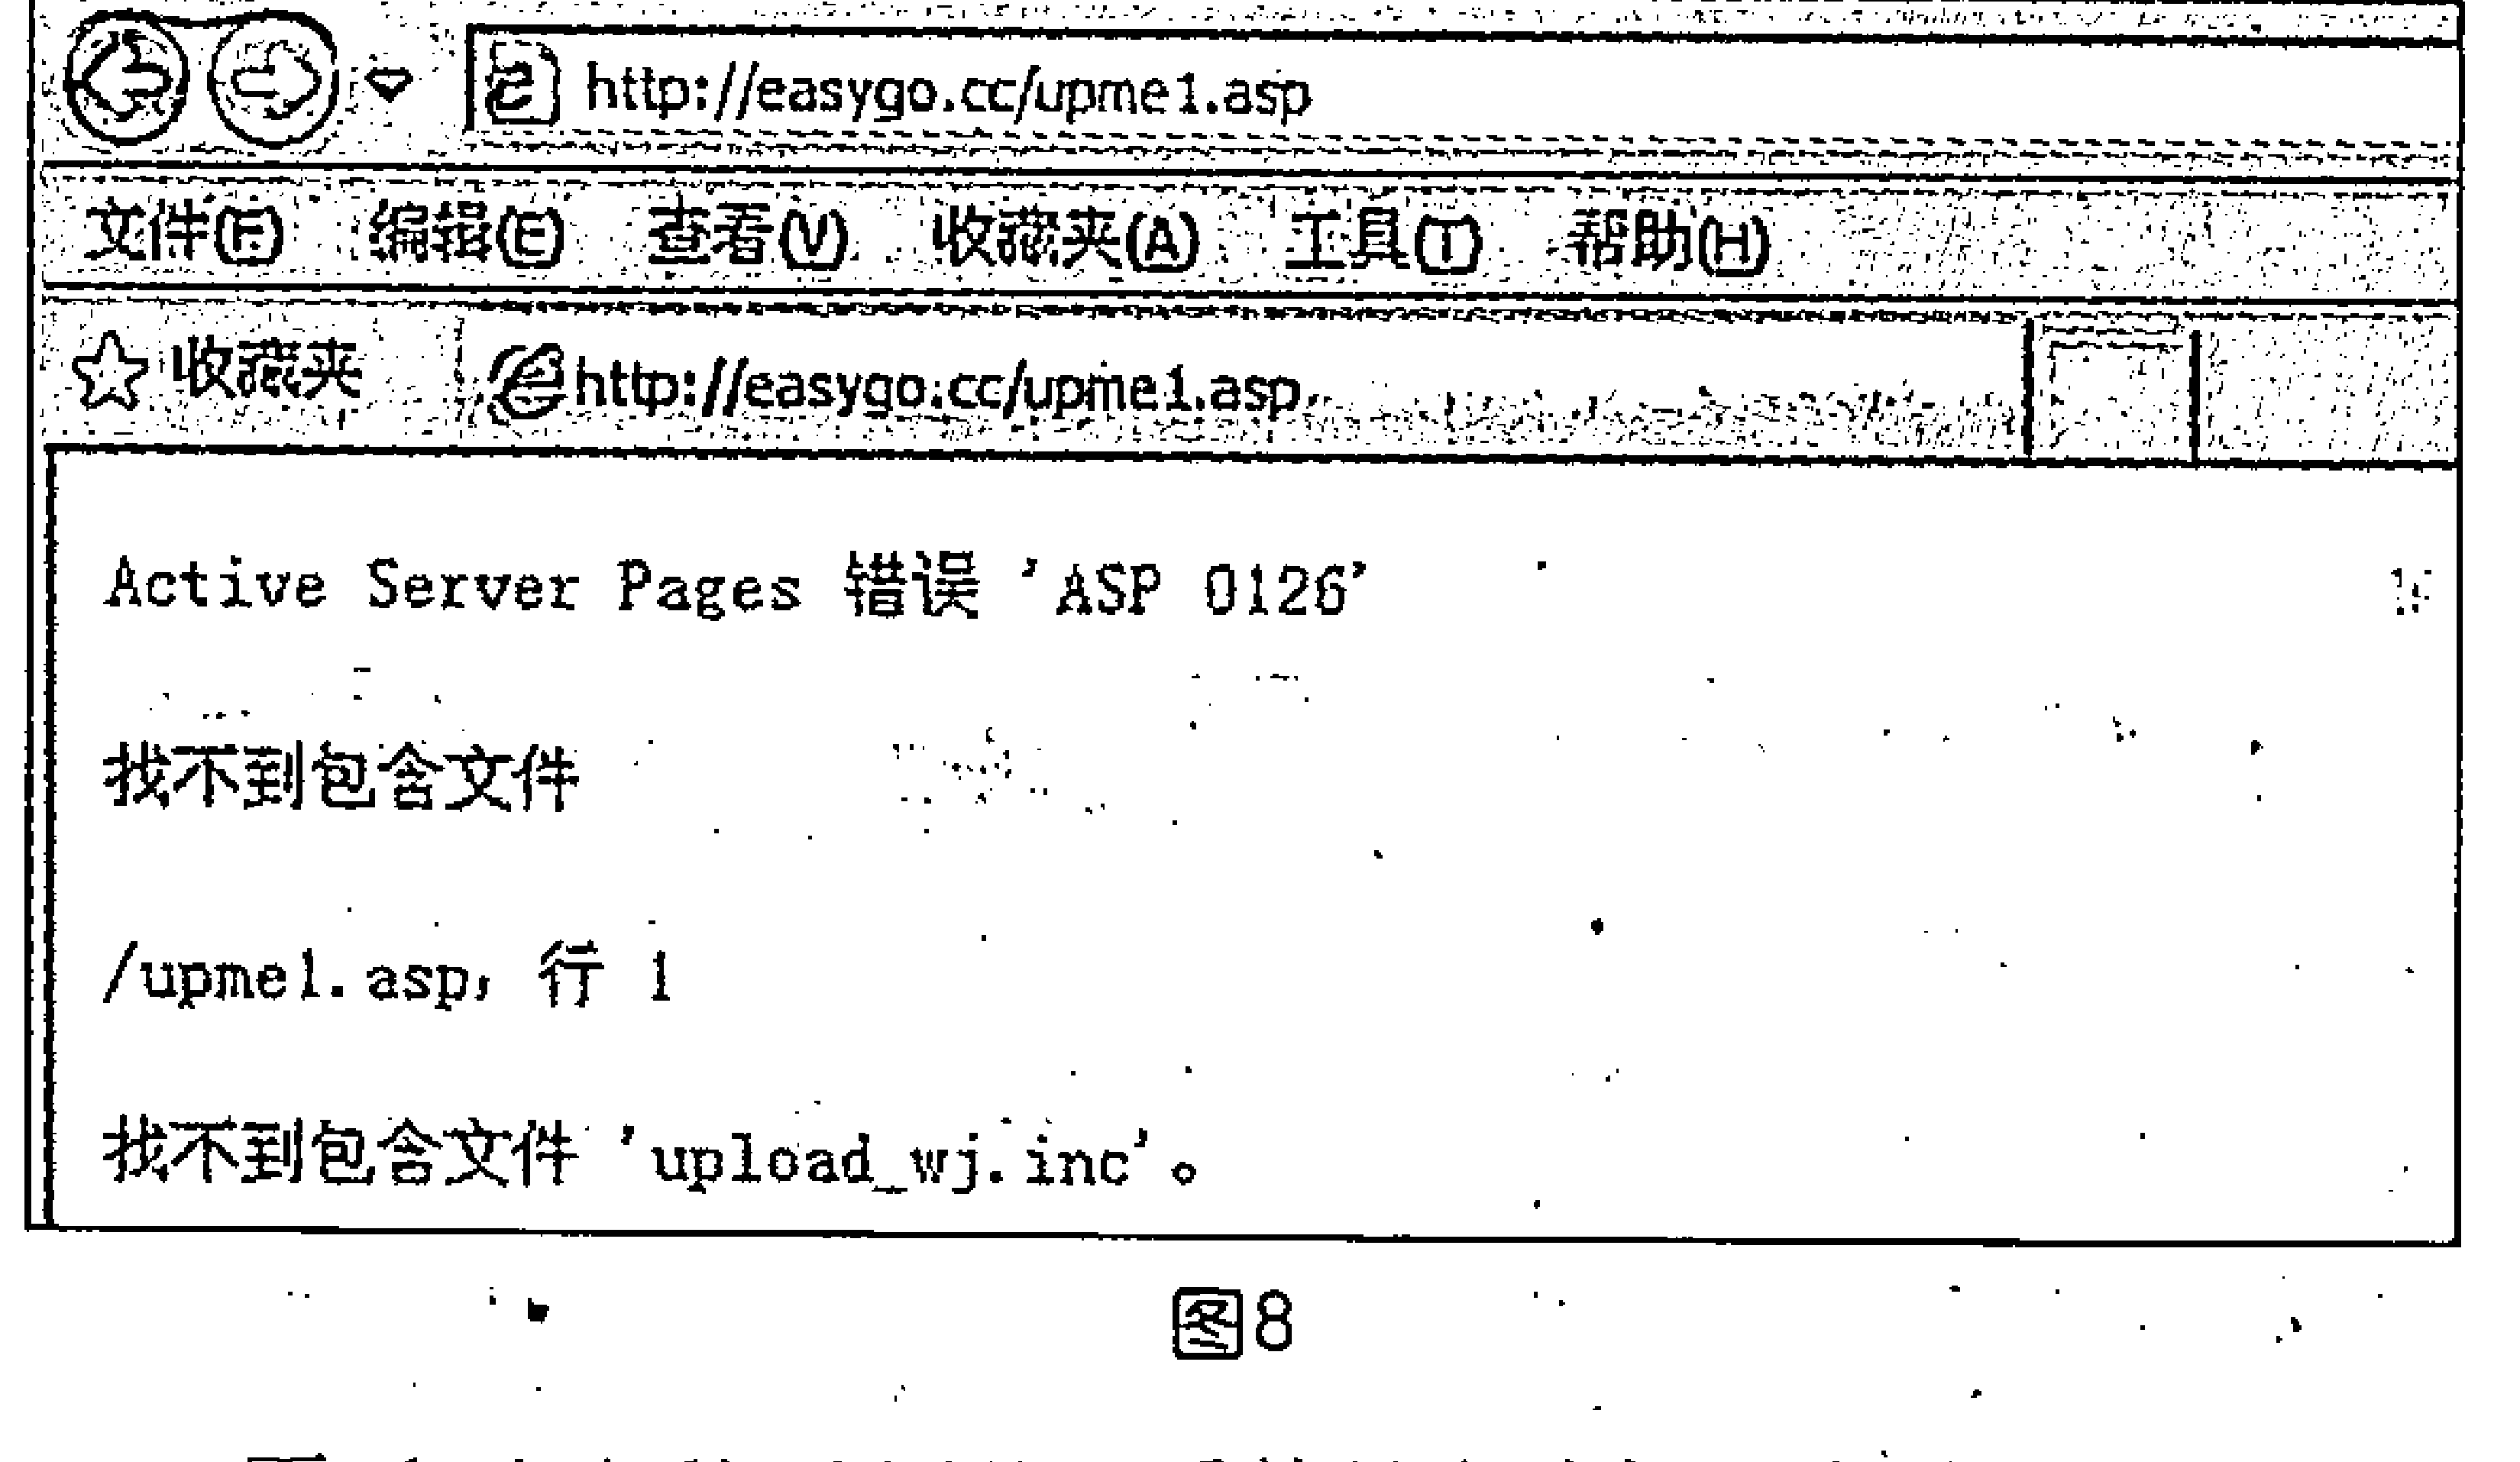 http://easygo.cc/upme1.asp
文件(F) 编辑(E) 查看(V) 收藏夹(A) 工具(T) 帮助(H)
收藏夹 http://easygo.cc/upme1.asp
Active Server Pages 错误 'ASP 0126'
找不到包含文件
/upme1.asp, 行 1
找不到包含文件 'upload_wj.inc'。
图8